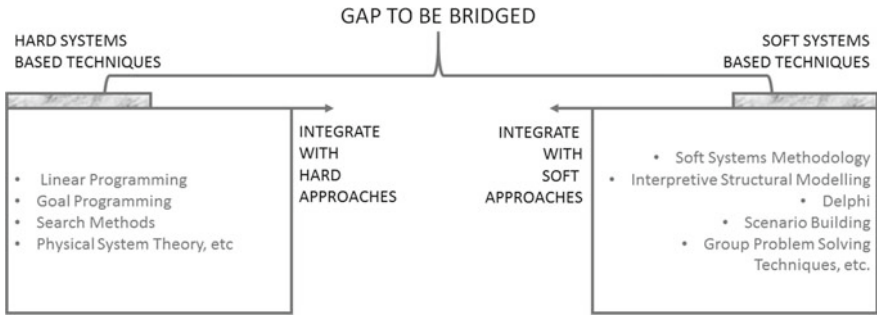 GAP TO BE BRIDGED
HARD SYSTEMS
BASED TECHNIQUES
SOFT SYSTEMS
BASED TECHNIQUES
INTEGRATE
WITH
HARD
APPROACHES
INTEGRATE
WITH
SOFT
APPROACHES
• Linear Programming
• Goal Programming
• Search Methods
• Physical System Theory, etc
• Soft Systems Methodology
• Interpretive Structural Modelling
• Delphi
• Scenario Building
• Group Problem Solving
Techniques, etc.